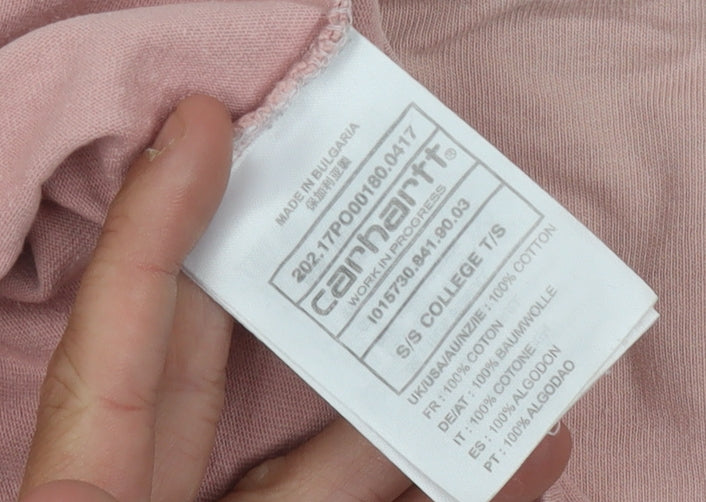 MADE IN BULGARIA
保加利亚製
202.17PO00180.0417
carhartt®
WORK IN PROGRESS
I015730.841.90.03
S/S COLLEGE T/S
UK/USA/AU/NZ/IE : 100% COTTON
FR : 100% COTON
DE/AT : 100% BAUMWOLLE
IT : 100% COTONE
ES : 100% ALGODON
PT : 100% ALGODAO